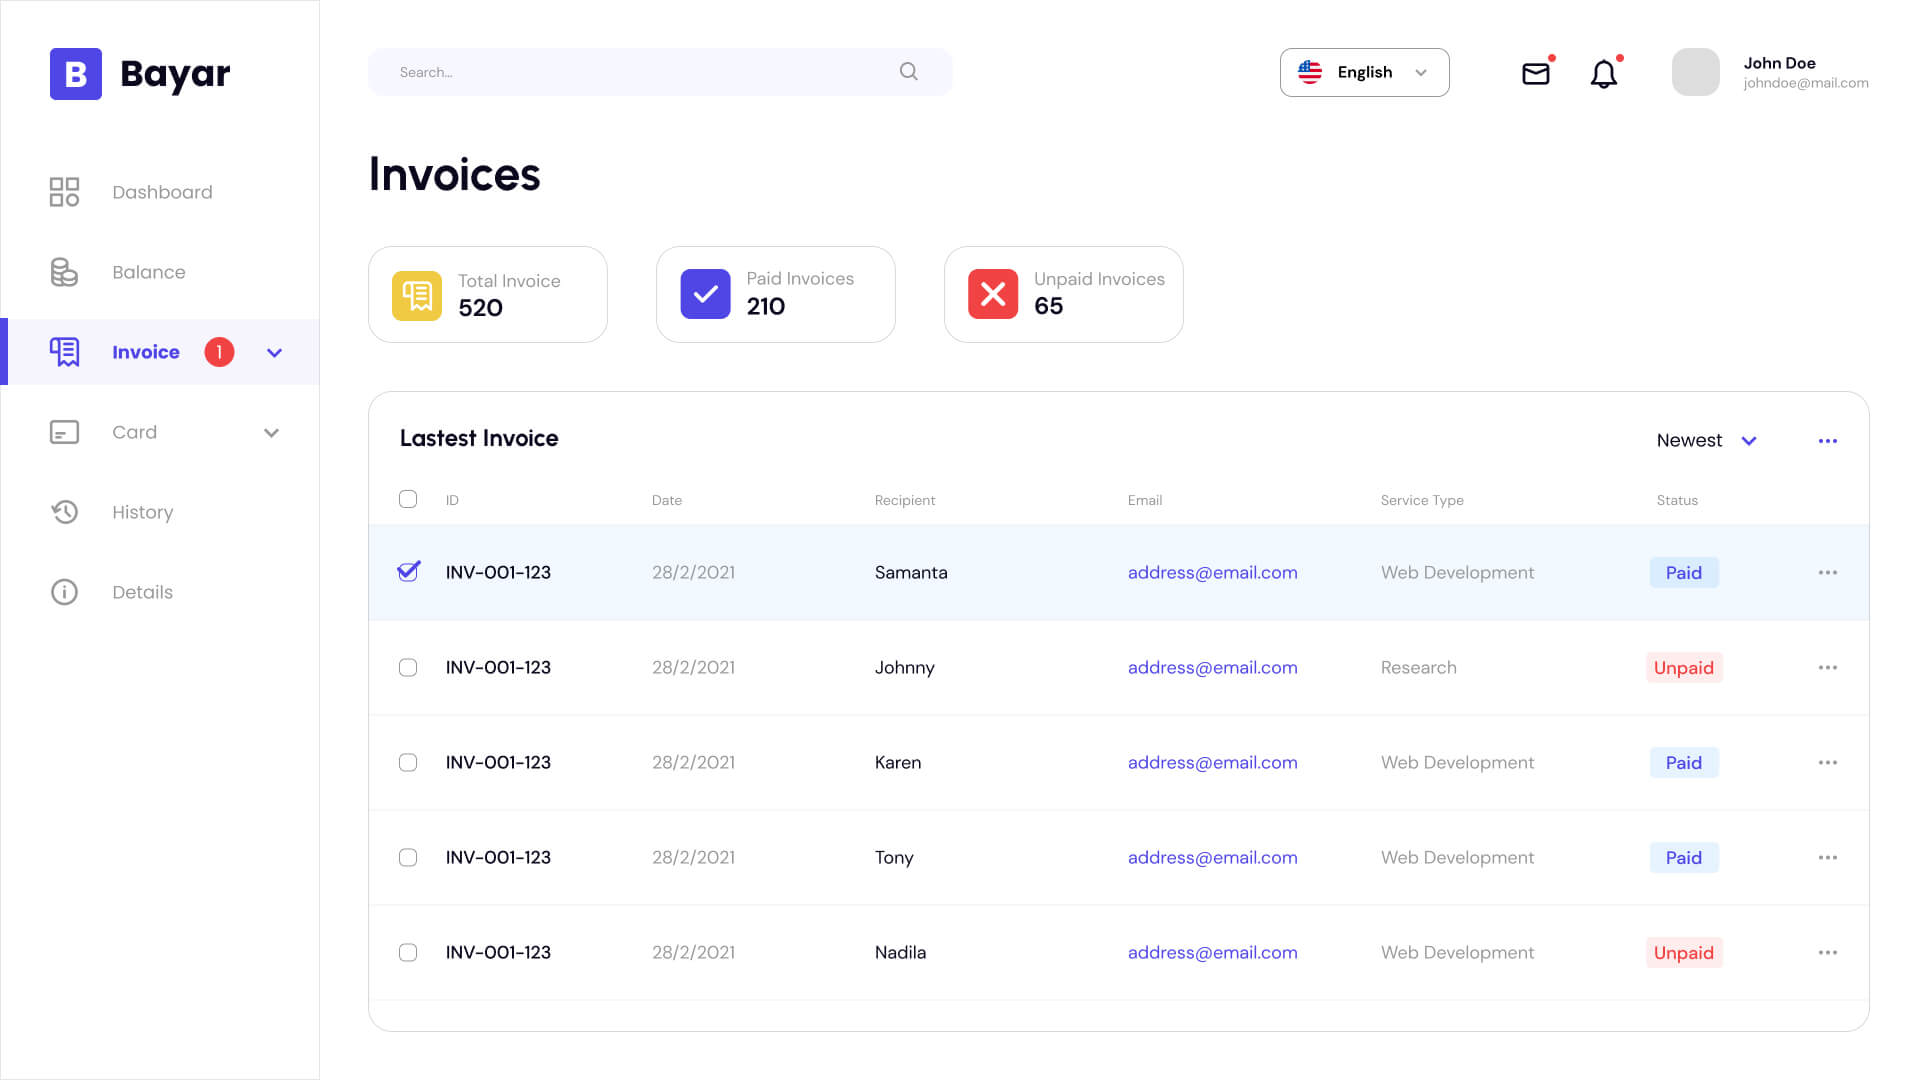 B Bayar
Search...
English
John Doe
johndoe@mail.com
Dashboard
Balance
Invoice 1
Card
History
Details
Invoices
Total Invoice
520
Paid Invoices
210
Unpaid Invoices
65
Lastest Invoice
Newest
ID Date Recipient Email Service Type Status
INV-001-123 28/2/2021 Samanta address@email.com Web Development Paid
INV-001-123 28/2/2021 Johnny address@email.com Research Unpaid
INV-001-123 28/2/2021 Karen address@email.com Web Development Paid
INV-001-123 28/2/2021 Tony address@email.com Web Development Paid
INV-001-123 28/2/2021 Nadila address@email.com Web Development Unpaid